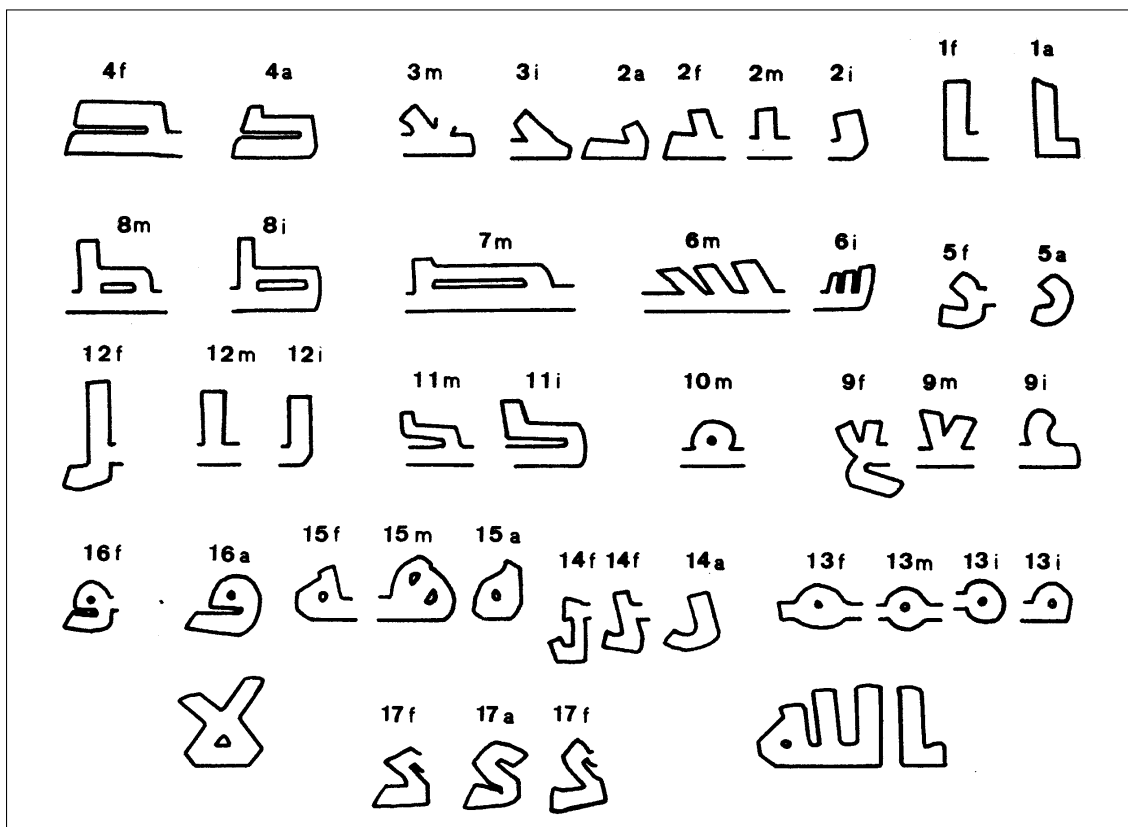 4f 4a 3m 3i 2a 2f 2m 2i 1f 1a
8m 8i 7m 6m 6i 5f 5a
12f 12m 12i 11m 11i 10m 9f 9m 9i
16f 16a 15f 15m 15a 14f 14f 14a 13f 13m 13i 13i
لا الله
17f 17a 17f